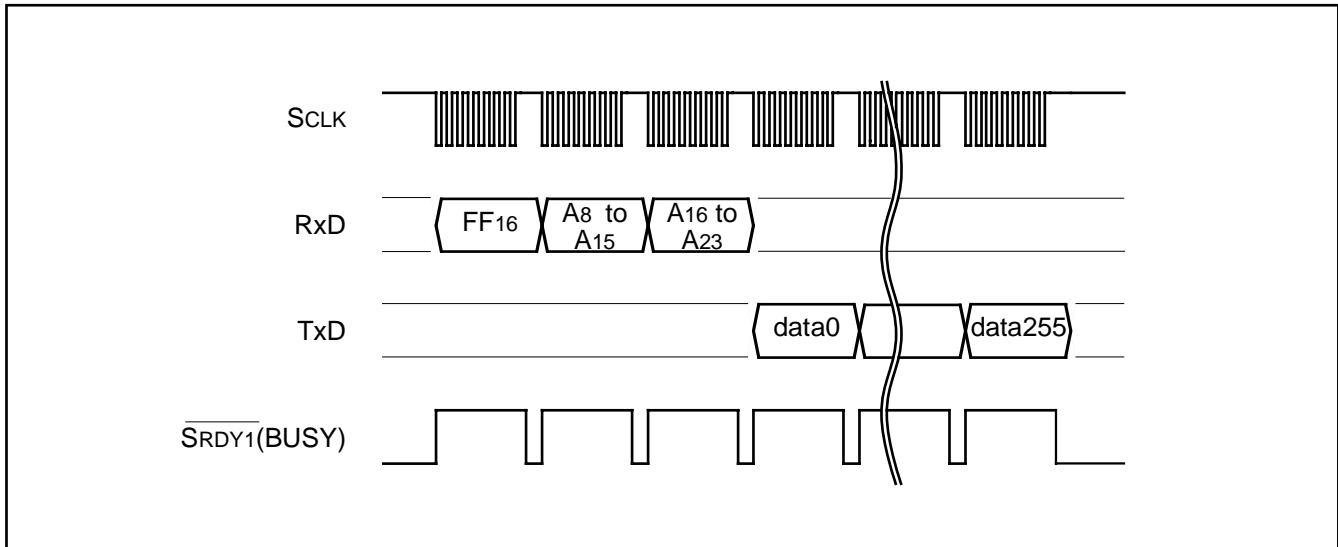 SCLK
RxD
FF16
A8 to
A15
A16 to
A23
TxD
data0
data255
SRDY1(BUSY)